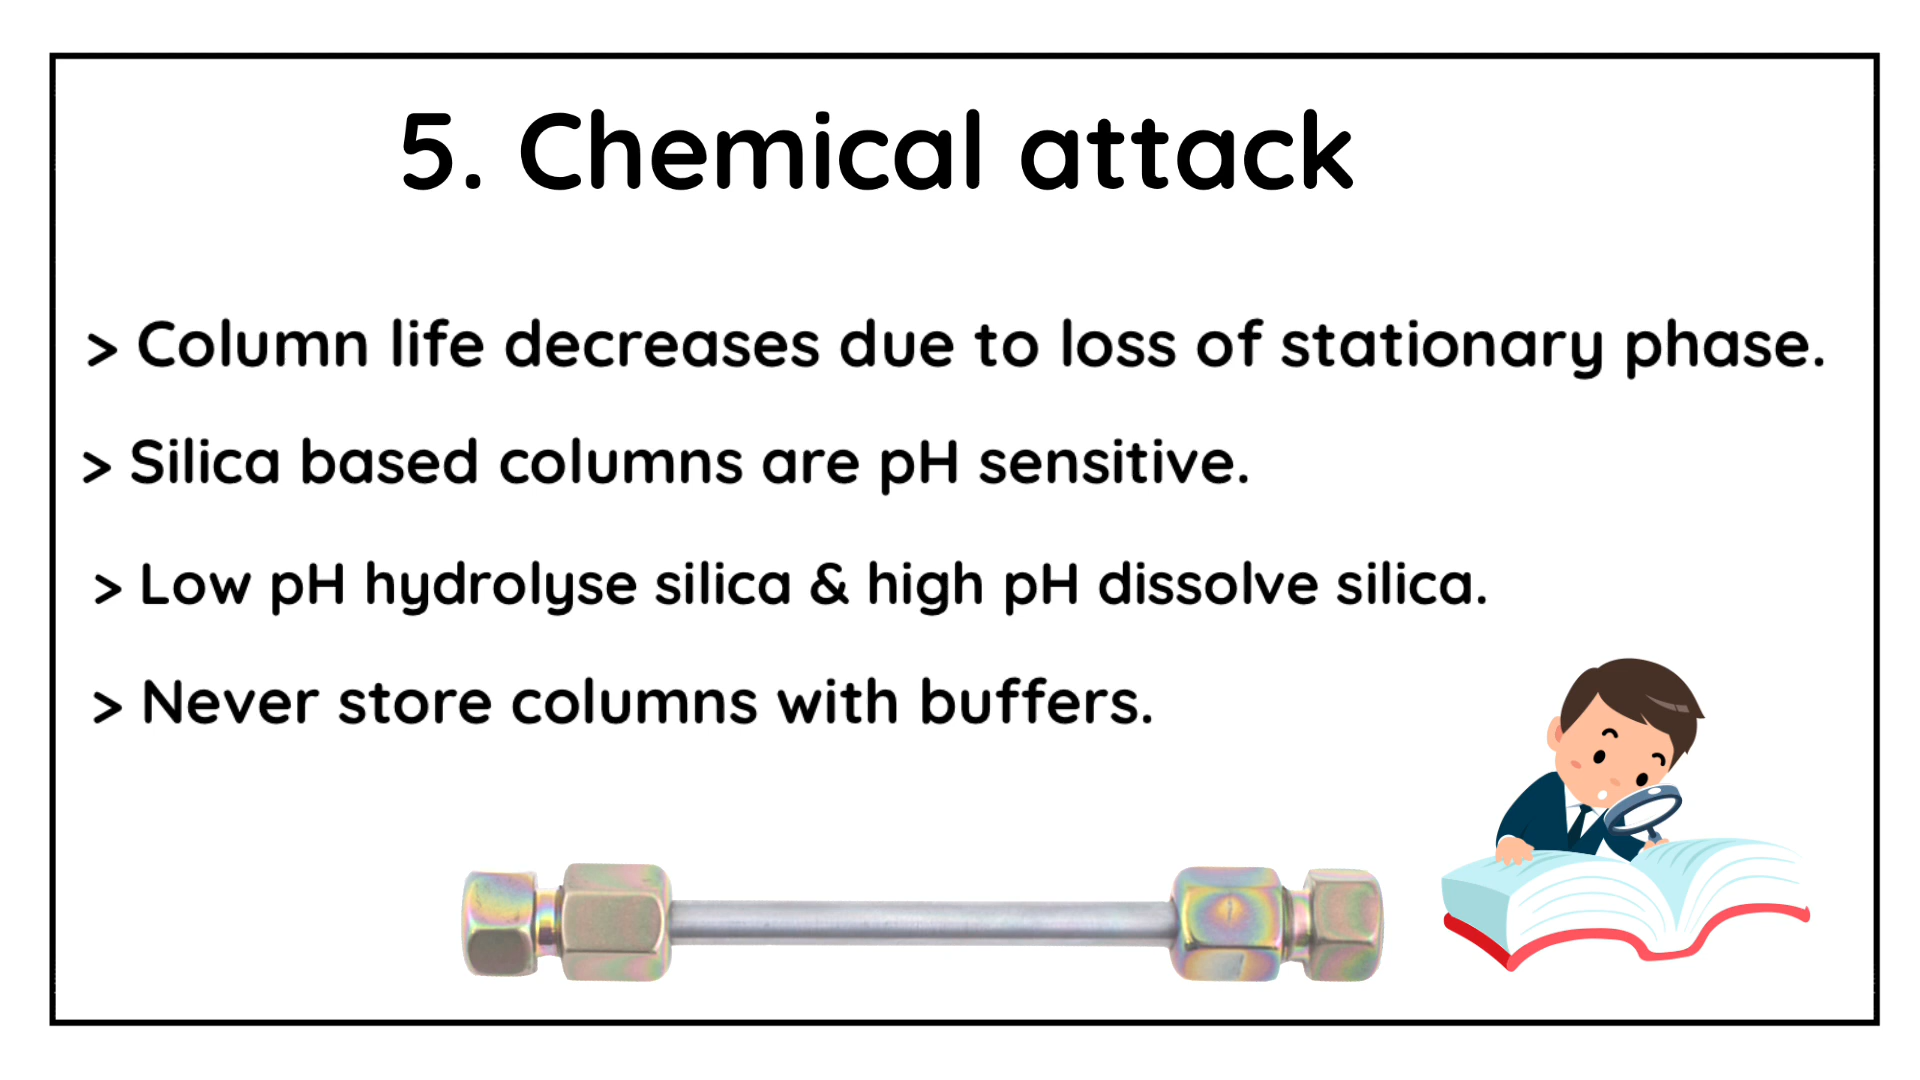 5. Chemical attack
> Column life decreases due to loss of stationary phase.
> Silica based columns are pH sensitive.
> Low pH hydrolyse silica & high pH dissolve silica.
> Never store columns with buffers.